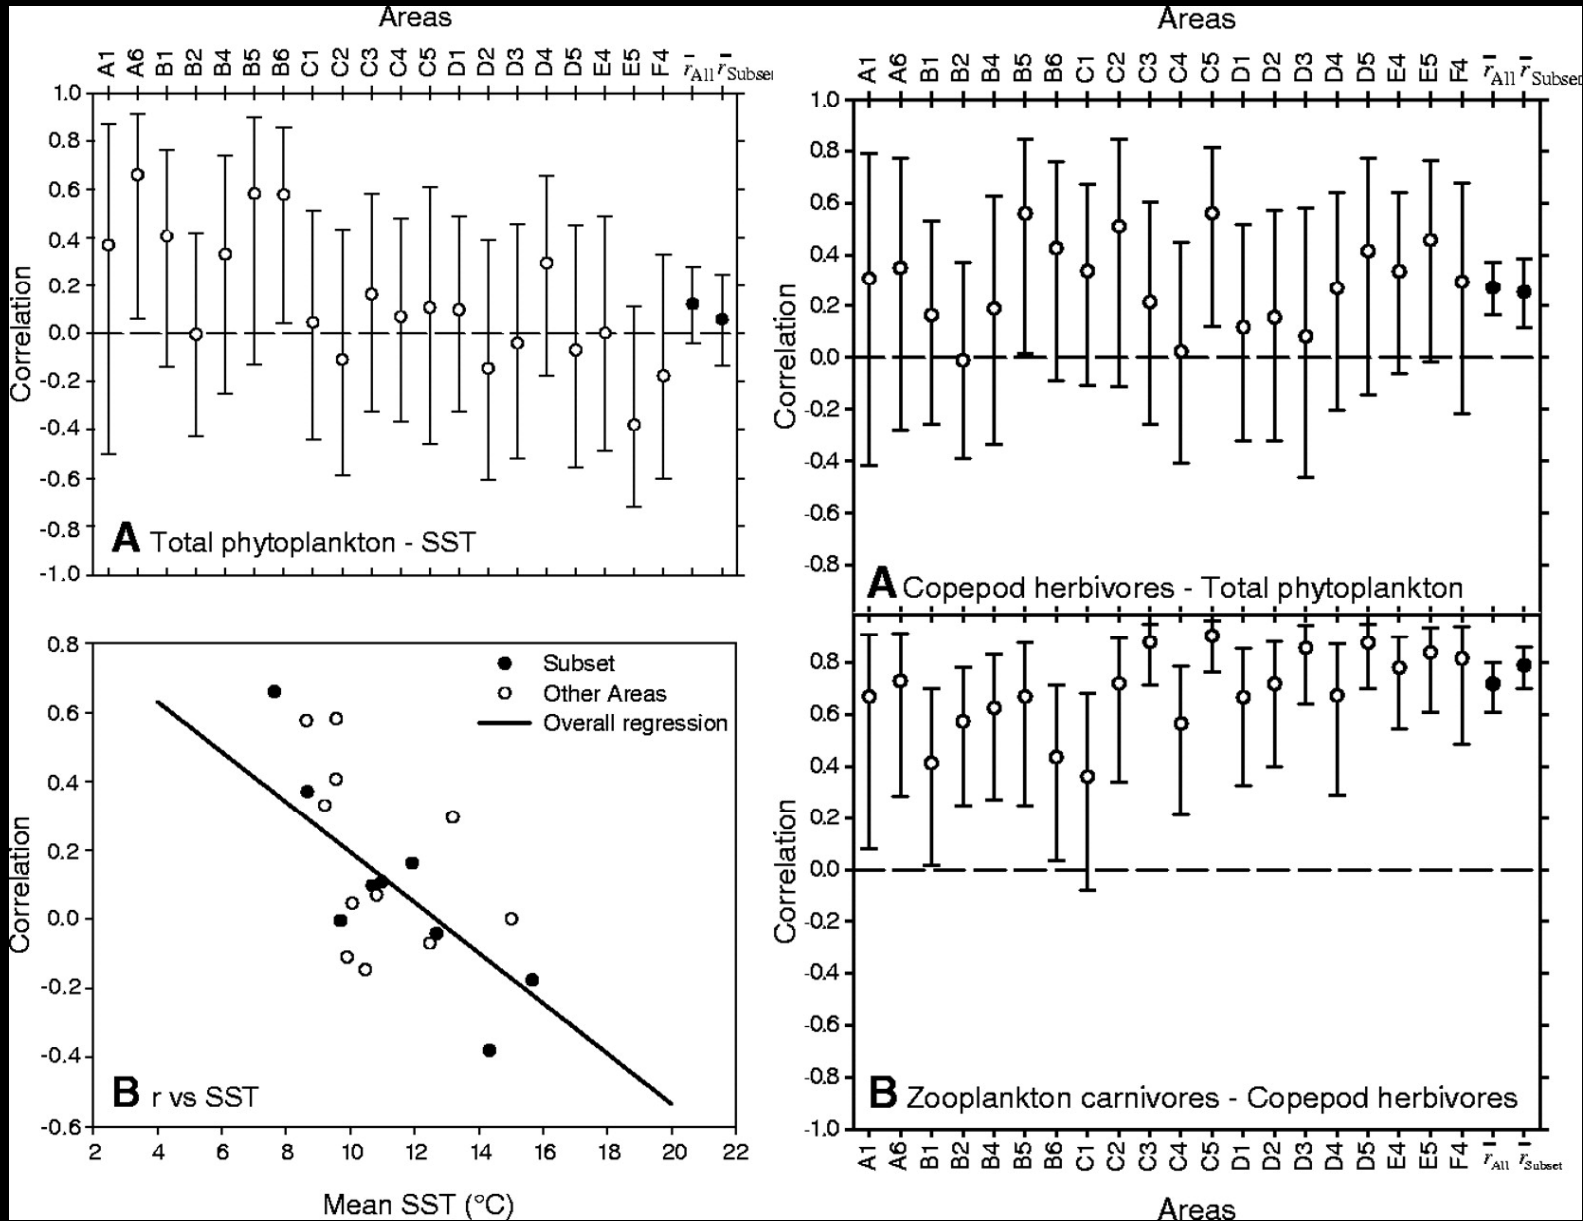 Areas
A1 A6 B1 B2 B4 B5 B6 C1 C2 C3 C4 C5 D1 D2 D3 D4 D5 E4 E5 F4 r̄All r̄Subset
1.0
0.8
0.6
0.4
0.2
0.0
-0.2
-0.4
-0.6
-0.8
-1.0
Correlation
A Total phytoplankton - SST
0.8
0.6
0.4
0.2
0.0
-0.2
-0.4
-0.6
Correlation
Subset
Other Areas
Overall regression
B r vs SST
2 4 6 8 10 12 14 16 18 20 22
Mean SST (°C)
Areas
A1 A6 B1 B2 B4 B5 B6 C1 C2 C3 C4 C5 D1 D2 D3 D4 D5 E4 E5 F4 r̄All r̄Subset
1.0
0.8
0.6
0.4
0.2
0.0
-0.2
-0.4
-0.6
-0.8
Correlation
A Copepod herbivores - Total phytoplankton
0.8
0.6
0.4
0.2
0.0
-0.2
-0.4
-0.6
-0.8
-1.0
Correlation
B Zooplankton carnivores - Copepod herbivores
A1 A6 B1 B2 B4 B5 B6 C1 C2 C3 C4 C5 D1 D2 D3 D4 D5 E4 E5 F4 r̄All r̄Subset
Areas